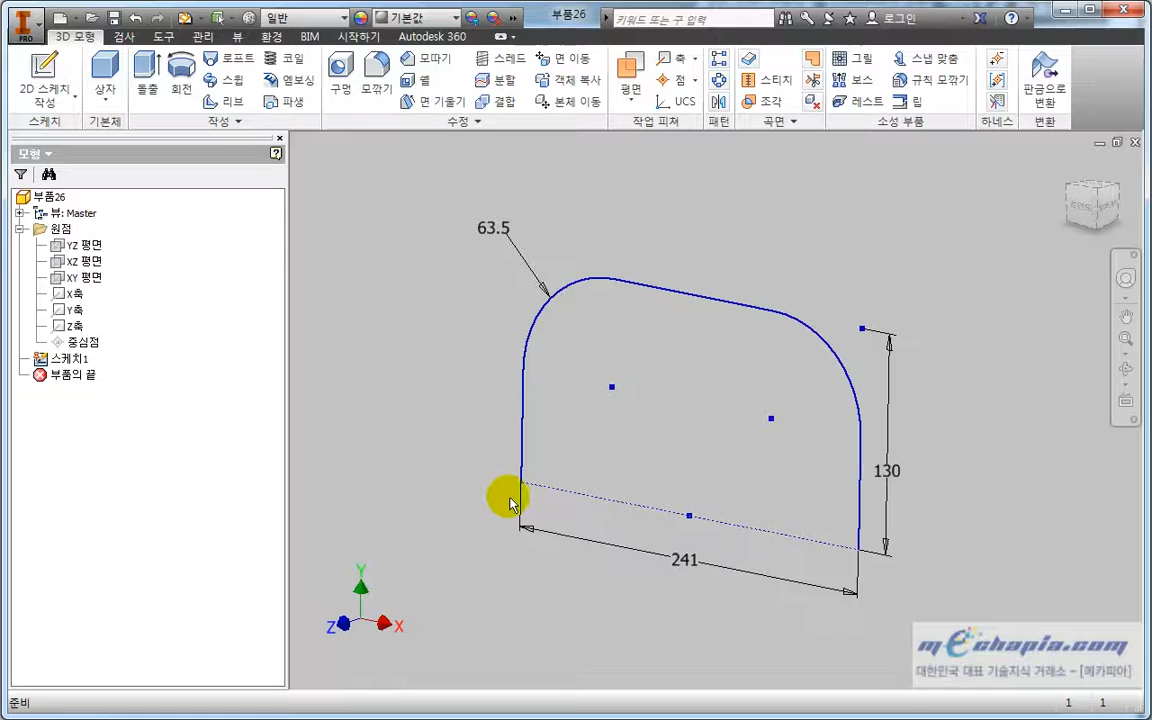 일반
기본값
부품26
키워드 또는 구 입력
로그인
PRO
3D 모형 검사 도구 관리 뷰 환경 BIM 시작하기 Autodesk 360
2D 스케치 작성
상자
돌출
회전
로프트
스윕
리브
코일
엠보싱
파생
구멍
모깎기
모따기
쉘
면 기울기
스레드
분할
결합
면 이동
객체 복사
본체 이동
평면
축
점
UCS
스티치
조각
그릴
보스
레스트
스냅 맞춤
규칙 모깎기
립
판금으로 변환
스케치 기본체 작성 수정 작업 피쳐 패턴 곡면 소성 부품 하네스 변환
모형
부품26
뷰: Master
원점
YZ 평면
XZ 평면
XY 평면
X축
Y축
Z축
중심점
스케치1
부품의 끝
63.5
130
241
Y
Z
X
mechapia.com
대한민국 대표 기술지식 거래소 – [메카피아]
준비
1 1